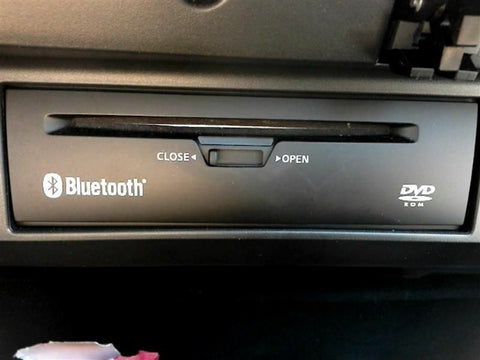 CLOSE◂ ▸OPEN
Bluetooth®
DVD
ROM